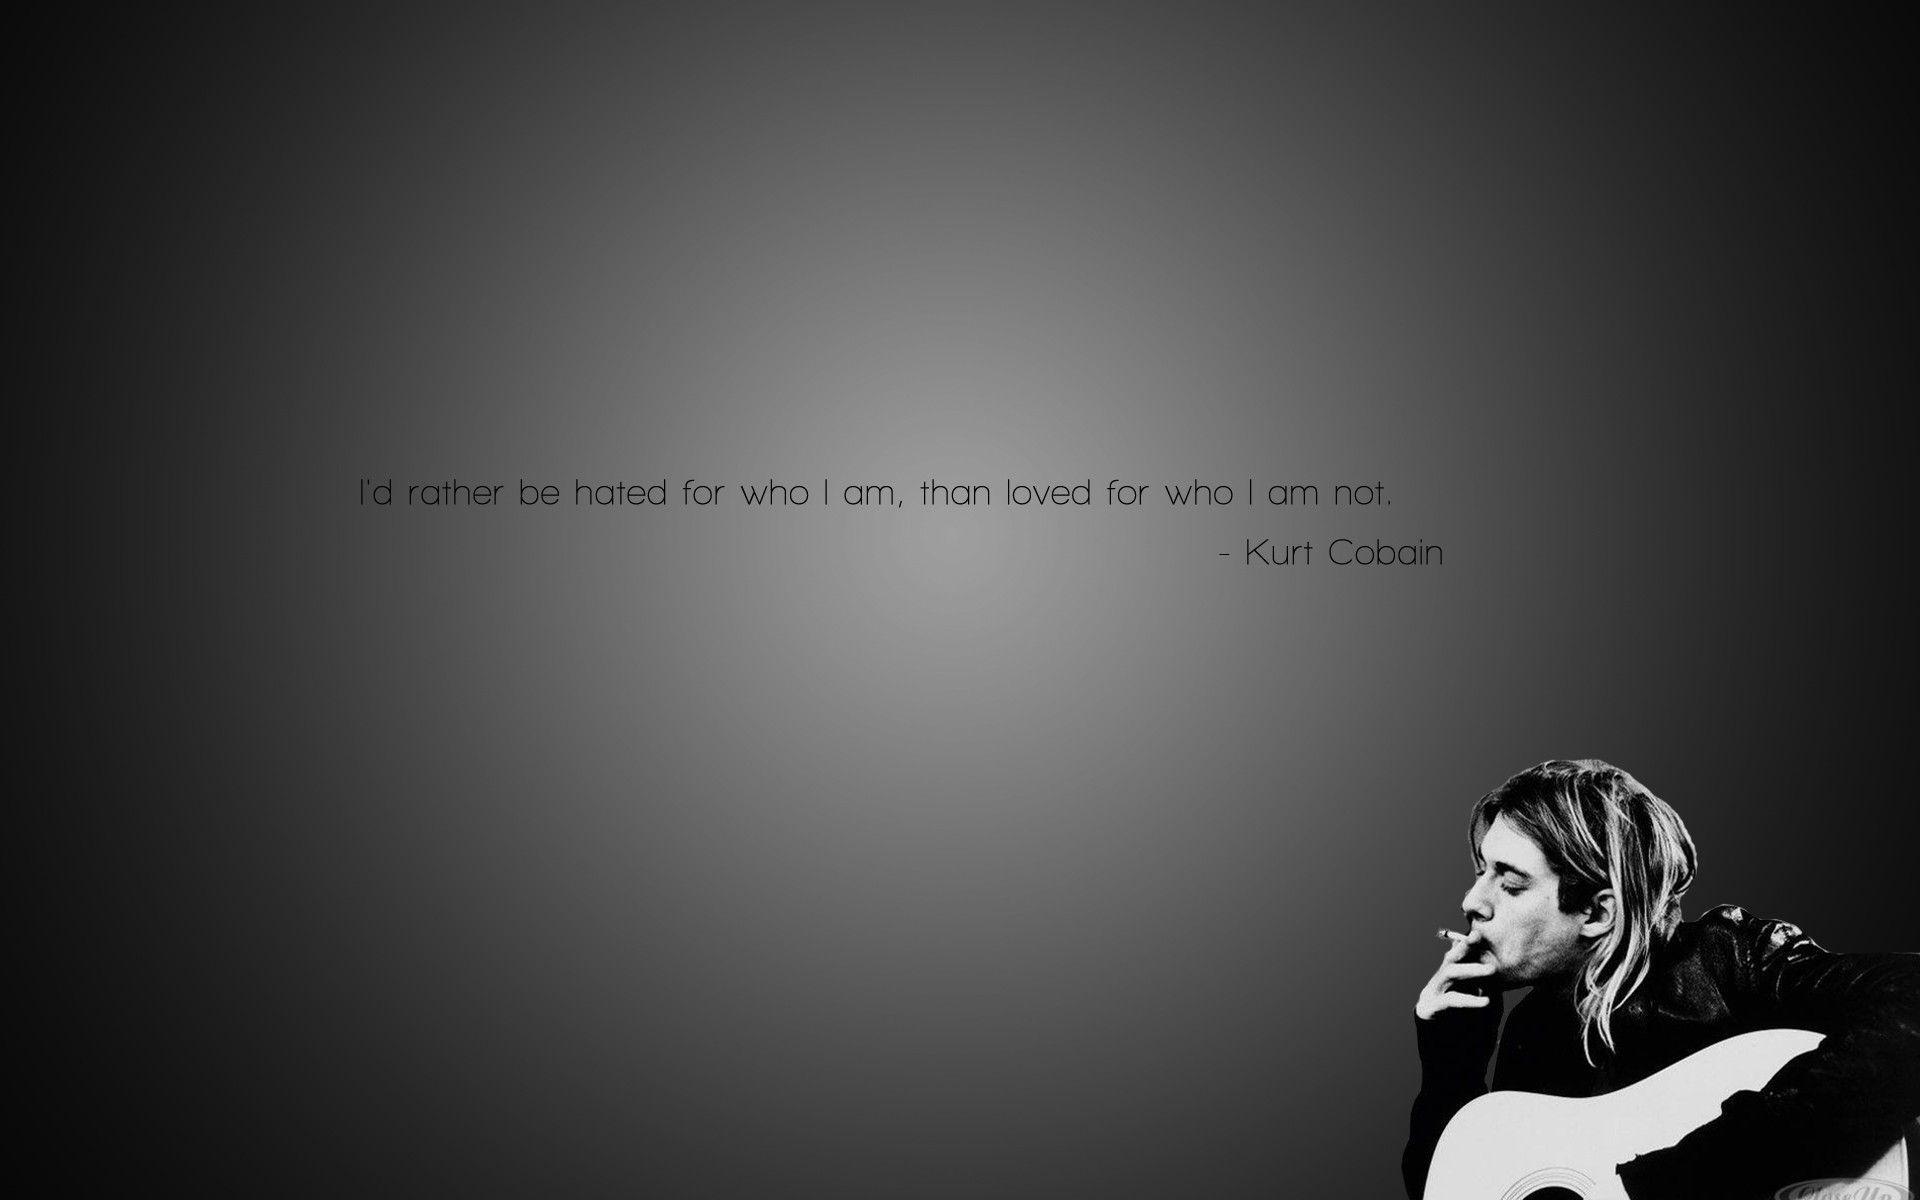 I'd rather be hated for who I am, than loved for who I am not.
- Kurt Cobain